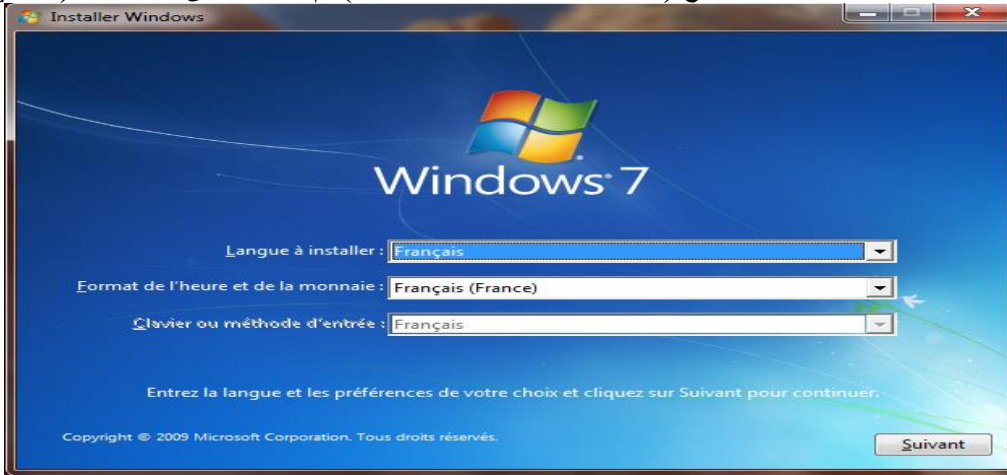 Installer Windows
Windows® 7
Langue à installer : Français
Format de l'heure et de la monnaie : Français (France)
Clavier ou méthode d'entrée : Français
Entrez la langue et les préférences de votre choix et cliquez sur Suivant pour continuer.
Copyright © 2009 Microsoft Corporation. Tous droits réservés.
Suivant